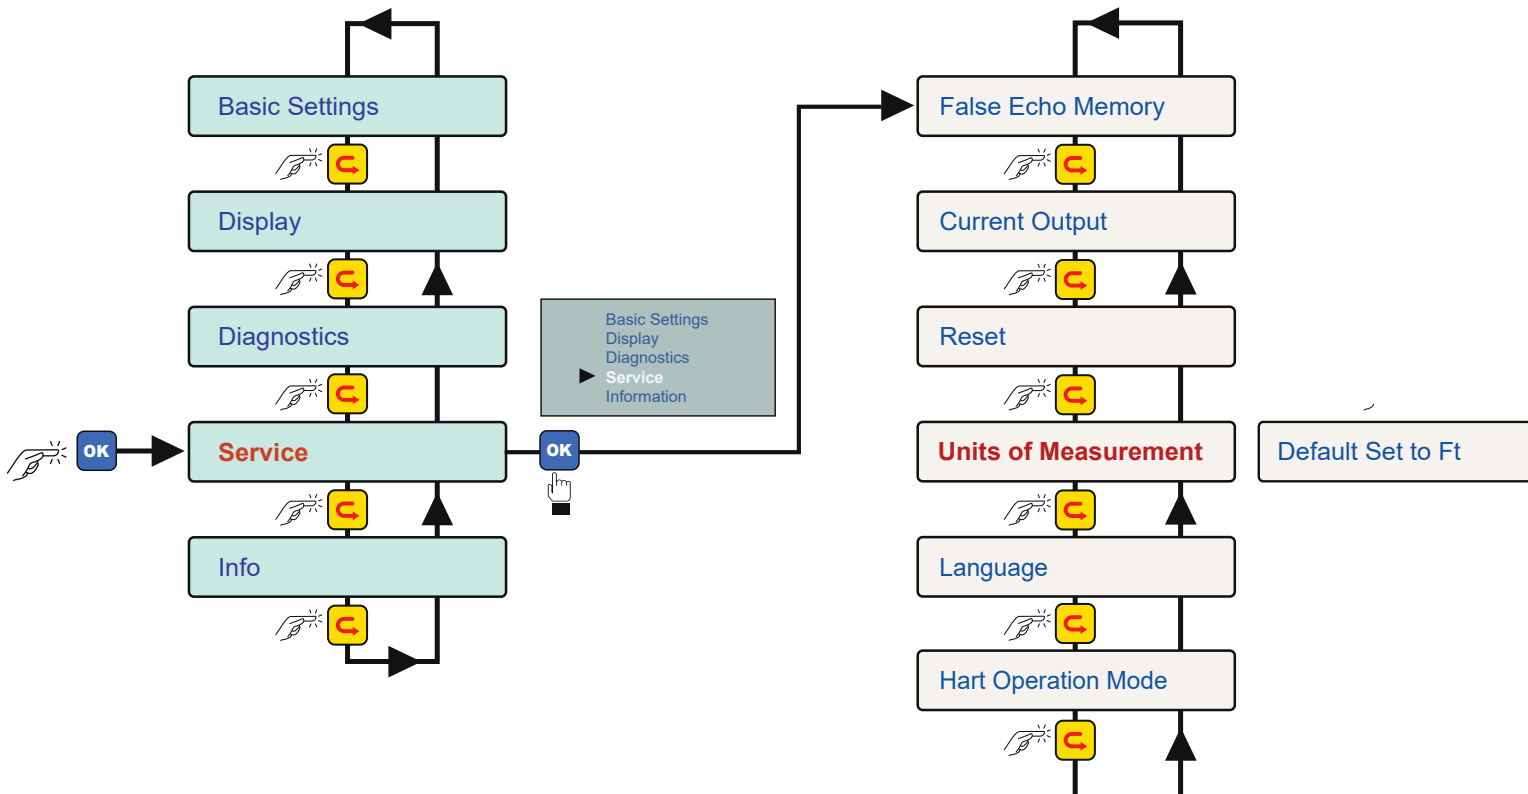 Basic Settings
Display
Diagnostics
OK
Service
Info
Basic Settings
Display
Diagnostics
Service
Information
OK
False Echo Memory
Current Output
Reset
Units of Measurement
Default Set to Ft
Language
Hart Operation Mode